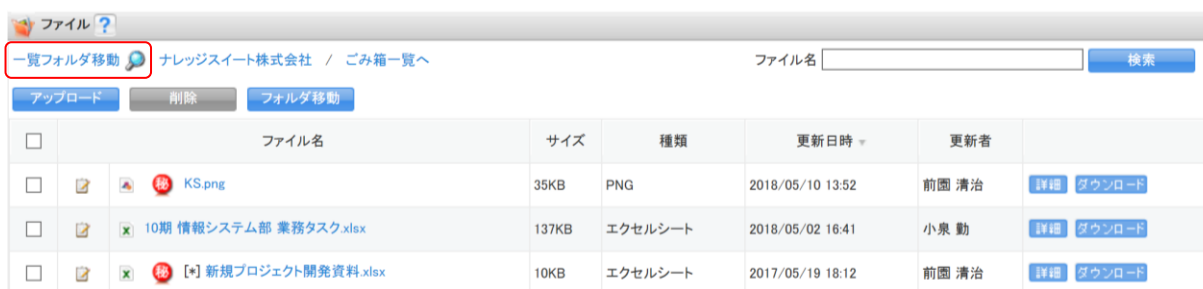 ファイル ?
一覧フォルダ移動 ナレッジスイート株式会社 / ごみ箱一覧へ ファイル名 検索
アップロード 削除 フォルダ移動
ファイル名 サイズ 種類 更新日時 更新者
秘 KS.png 35KB PNG 2018/05/10 13:52 前園 清治 詳細 ダウンロード
10期 情報システム部 業務タスク.xlsx 137KB エクセルシート 2018/05/02 16:41 小泉 勤 詳細 ダウンロード
秘 [*] 新規プロジェクト開発資料.xlsx 10KB エクセルシート 2017/05/19 18:12 前園 清治 詳細 ダウンロード